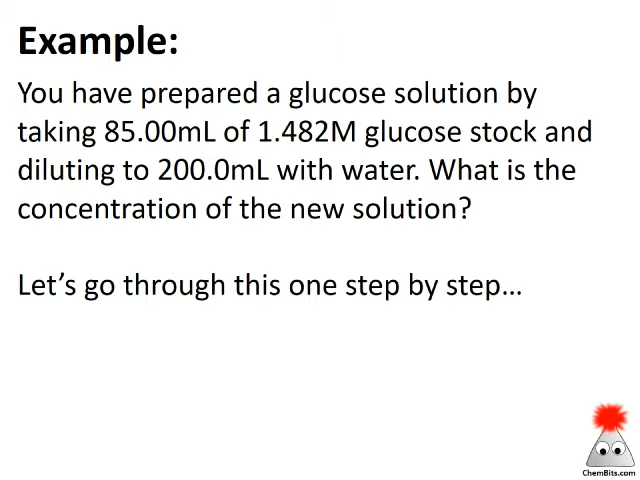 Example:
You have prepared a glucose solution by
taking 85.00mL of 1.482M glucose stock and
diluting to 200.0mL with water. What is the
concentration of the new solution?
Let’s go through this one step by step…
ChemBits.com